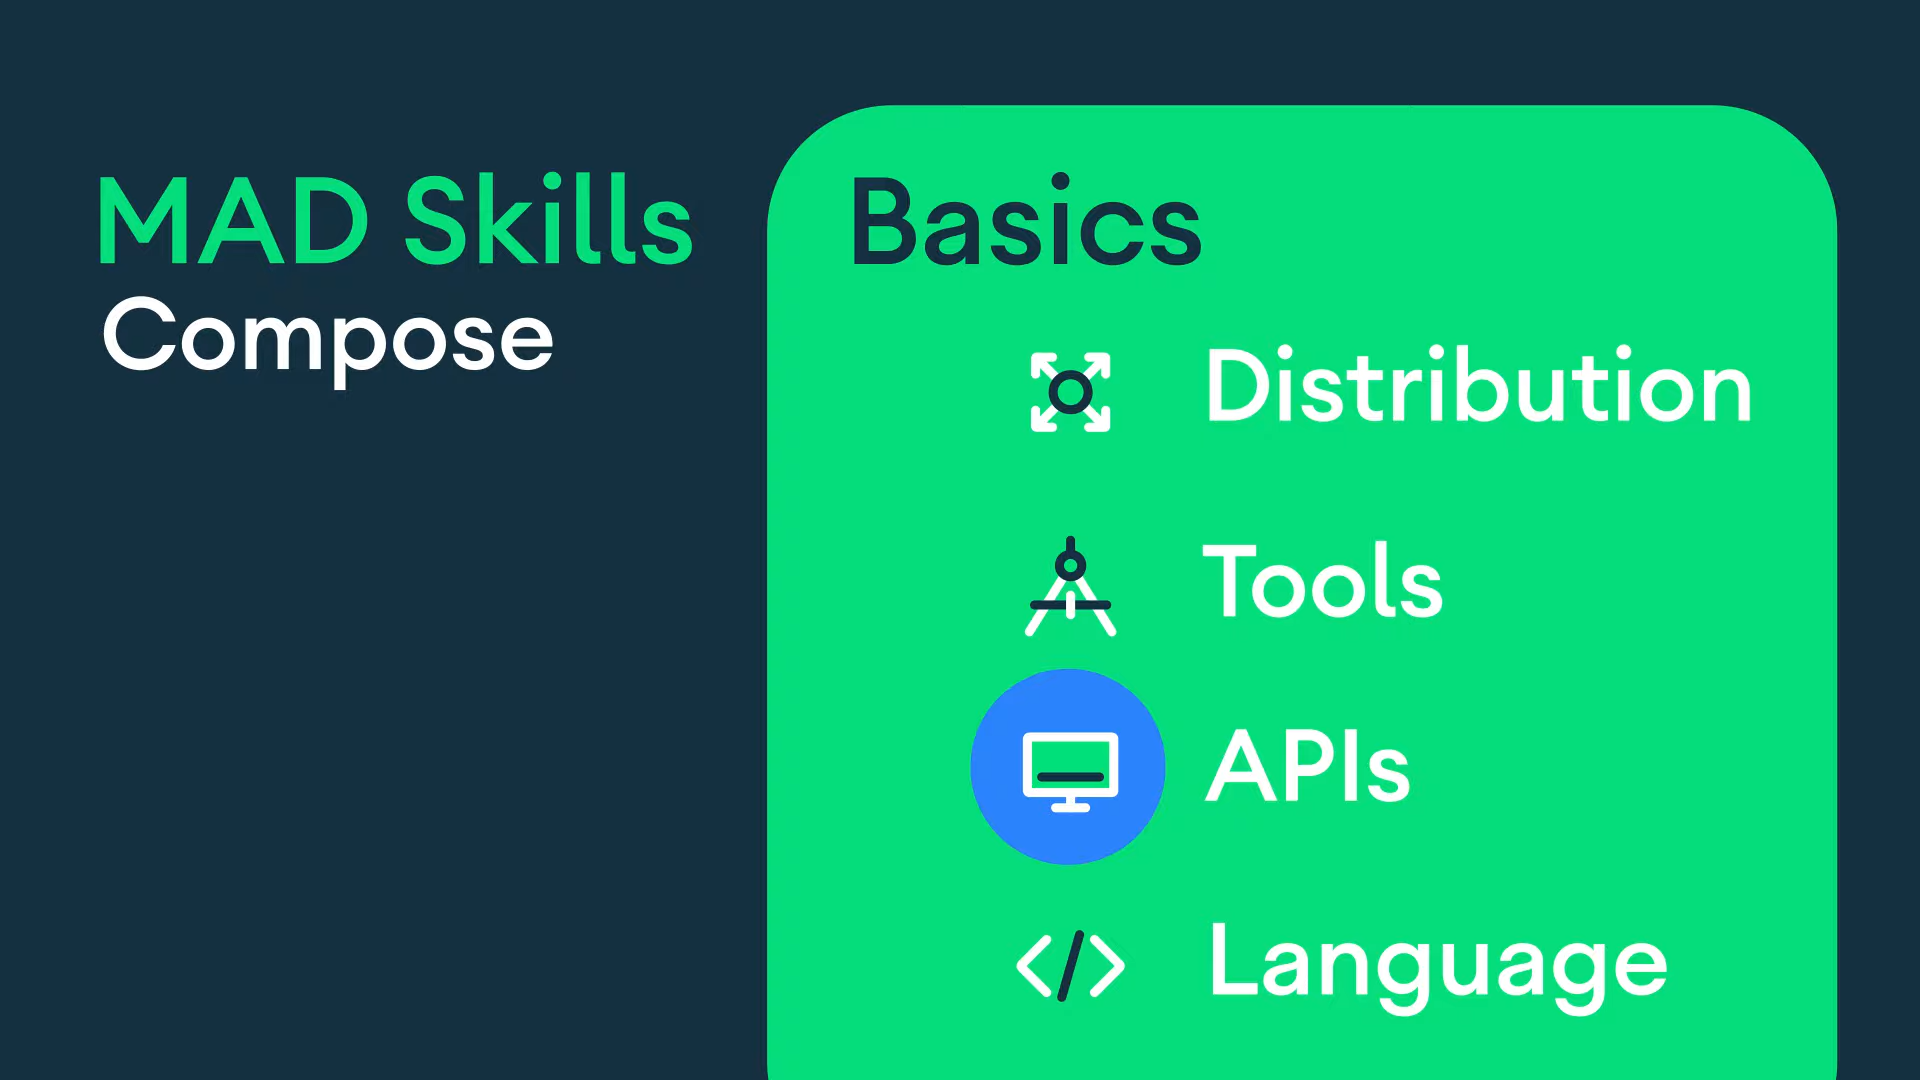 MAD Skills
Compose
Basics
Distribution
Tools
APIs
Language